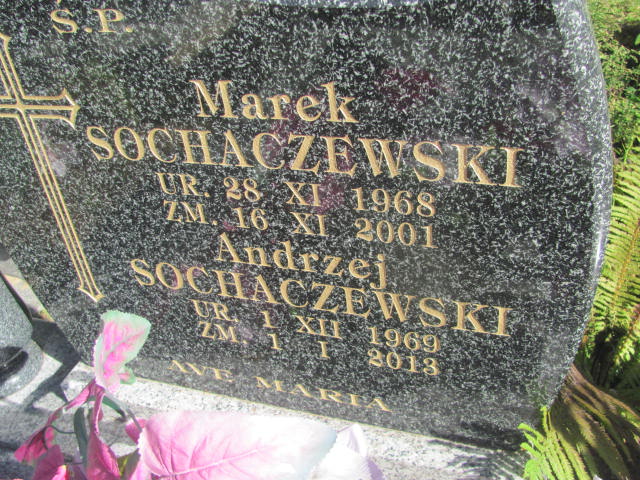 Ś.P.
Marek
SOCHACZEWSKI
UR. 28 XI 1968
ZM. 16 XI 2001
Andrzej
SOCHACZEWSKI
UR. 1 XII 1969
ZM 1 I 2013
AVE MARIA